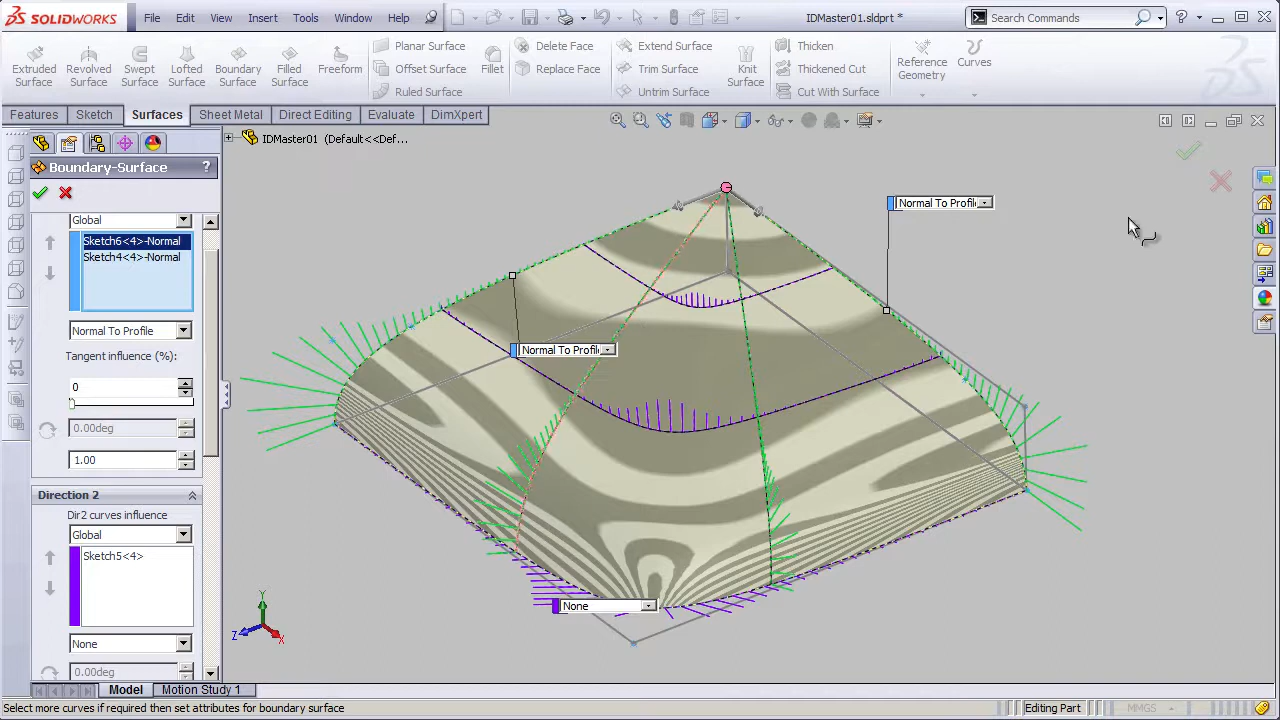 SOLIDWORKS File Edit View Insert Tools Window Help IDMaster01.sldprt * Search Commands
Extruded Surface
Revolved Surface
Swept Surface
Lofted Surface
Boundary Surface
Filled Surface
Freeform
Planar Surface
Offset Surface
Ruled Surface
Fillet
Delete Face
Replace Face
Extend Surface
Trim Surface
Untrim Surface
Knit Surface
Thicken
Thickened Cut
Cut With Surface
Reference Geometry
Curves
Features Sketch Surfaces Sheet Metal Direct Editing Evaluate DimXpert
IDMaster01 (Default<<Def...
Boundary-Surface ?
Global
Sketch6<4>-Normal
Sketch4<4>-Normal
Normal To Profile
Tangent influence (%):
0
0.00deg
1.00
Direction 2
Dir2 curves influence
Global
Sketch5<4>
None
0.00deg
Normal To Profil
Normal To Profil
None
Y
Z
X
Model Motion Study 1
Select more curves if required then set attributes for boundary surface Editing Part MMGS